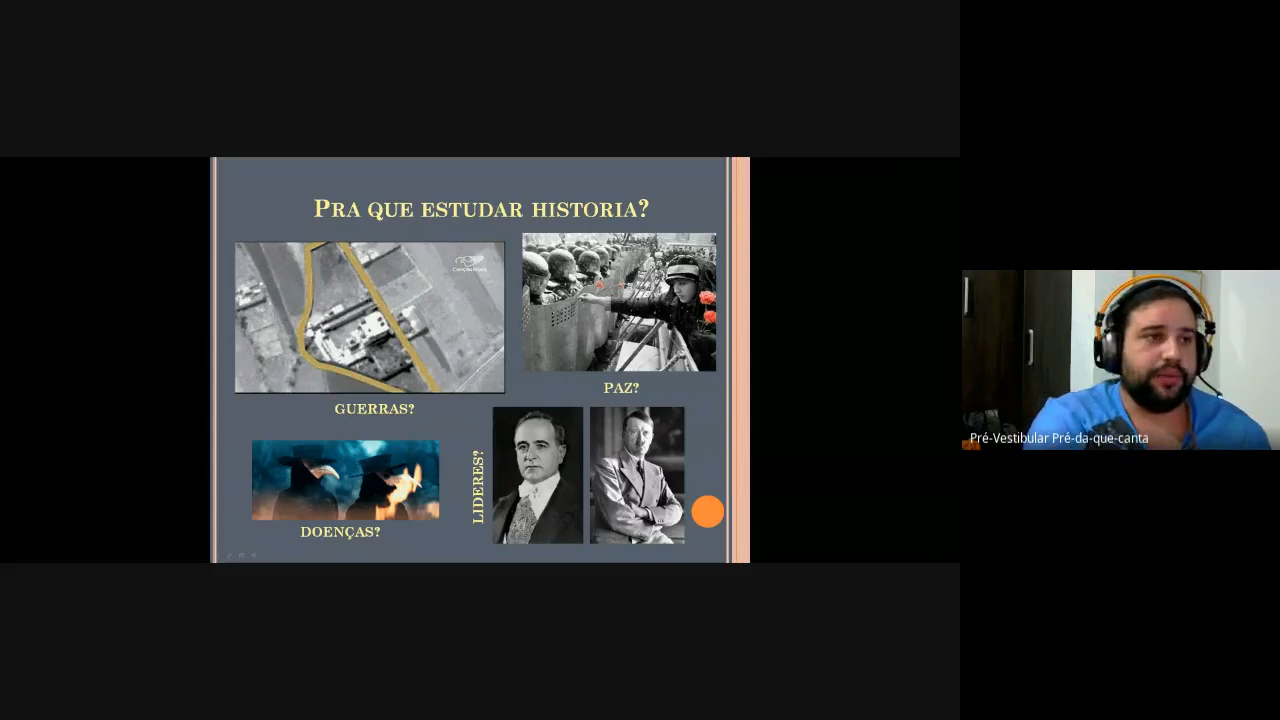 PRA QUE ESTUDAR HISTORIA?
GUERRAS?
PAZ?
DOENÇAS?
LIDERES?
Pré-Vestibular Pré-da-que-canta